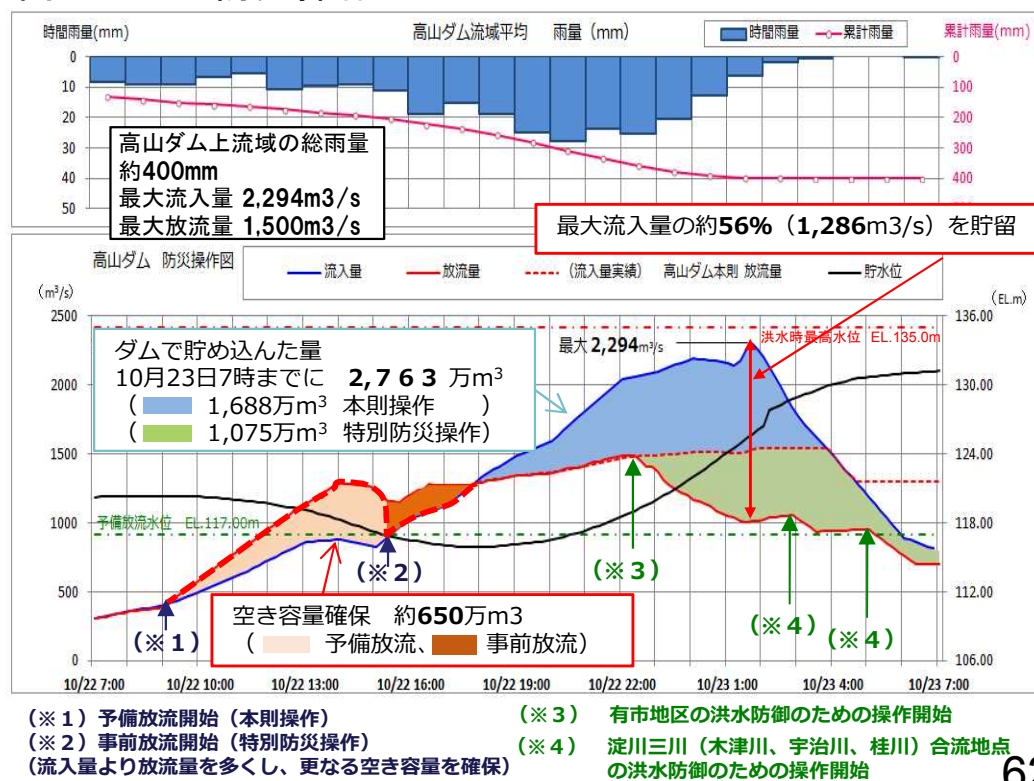 時間雨量(mm)
高山ダム流域平均 雨量（mm）
時間雨量 累計雨量
累計雨量(mm)
0
10
20
30
40
50
0
100
200
300
400
高山ダム上流域の総雨量
約400mm
最大流入量 2,294m3/s
最大放流量 1,500m3/s
最大流入量の約56%（1,286m3/s）を貯留
高山ダム 防災操作図
流入量 放流量 （流入量実績） 高山ダム本則 放流量 貯水位
（m³/s）
（EL.m）
2500
2000
1500
1000
500
0
136.00
130.00
124.00
118.00
112.00
106.00
ダムで貯め込んた量
10月23日7時までに 2,７６３ 万m³
（ 1,688万m³ 本則操作 ）
（ 1,075万m³ 特別防災操作）
最大 2,294m³/s
洪水時最高水位 EL.135.0m
予備放流水位 EL.117.00m
（※１）
（※２）
（※３）
（※４）
（※４）
空き容量確保 約650万m3
（ 予備放流、 事前放流）
10/22 7:00 10/22 10:00 10/22 13:00 10/22 16:00 10/22 19:00 10/22 22:00 10/23 1:00 10/23 4:00 10/23 7:00
（※１）予備放流開始（本則操作）
（※２）事前放流開始（特別防災操作）
（流入量より放流量を多くし、更なる空き容量を確保）
（※３） 有市地区の洪水防御のための操作開始
（※４） 淀川三川（木津川、宇治川、桂川）合流地点
の洪水防御のための操作開始